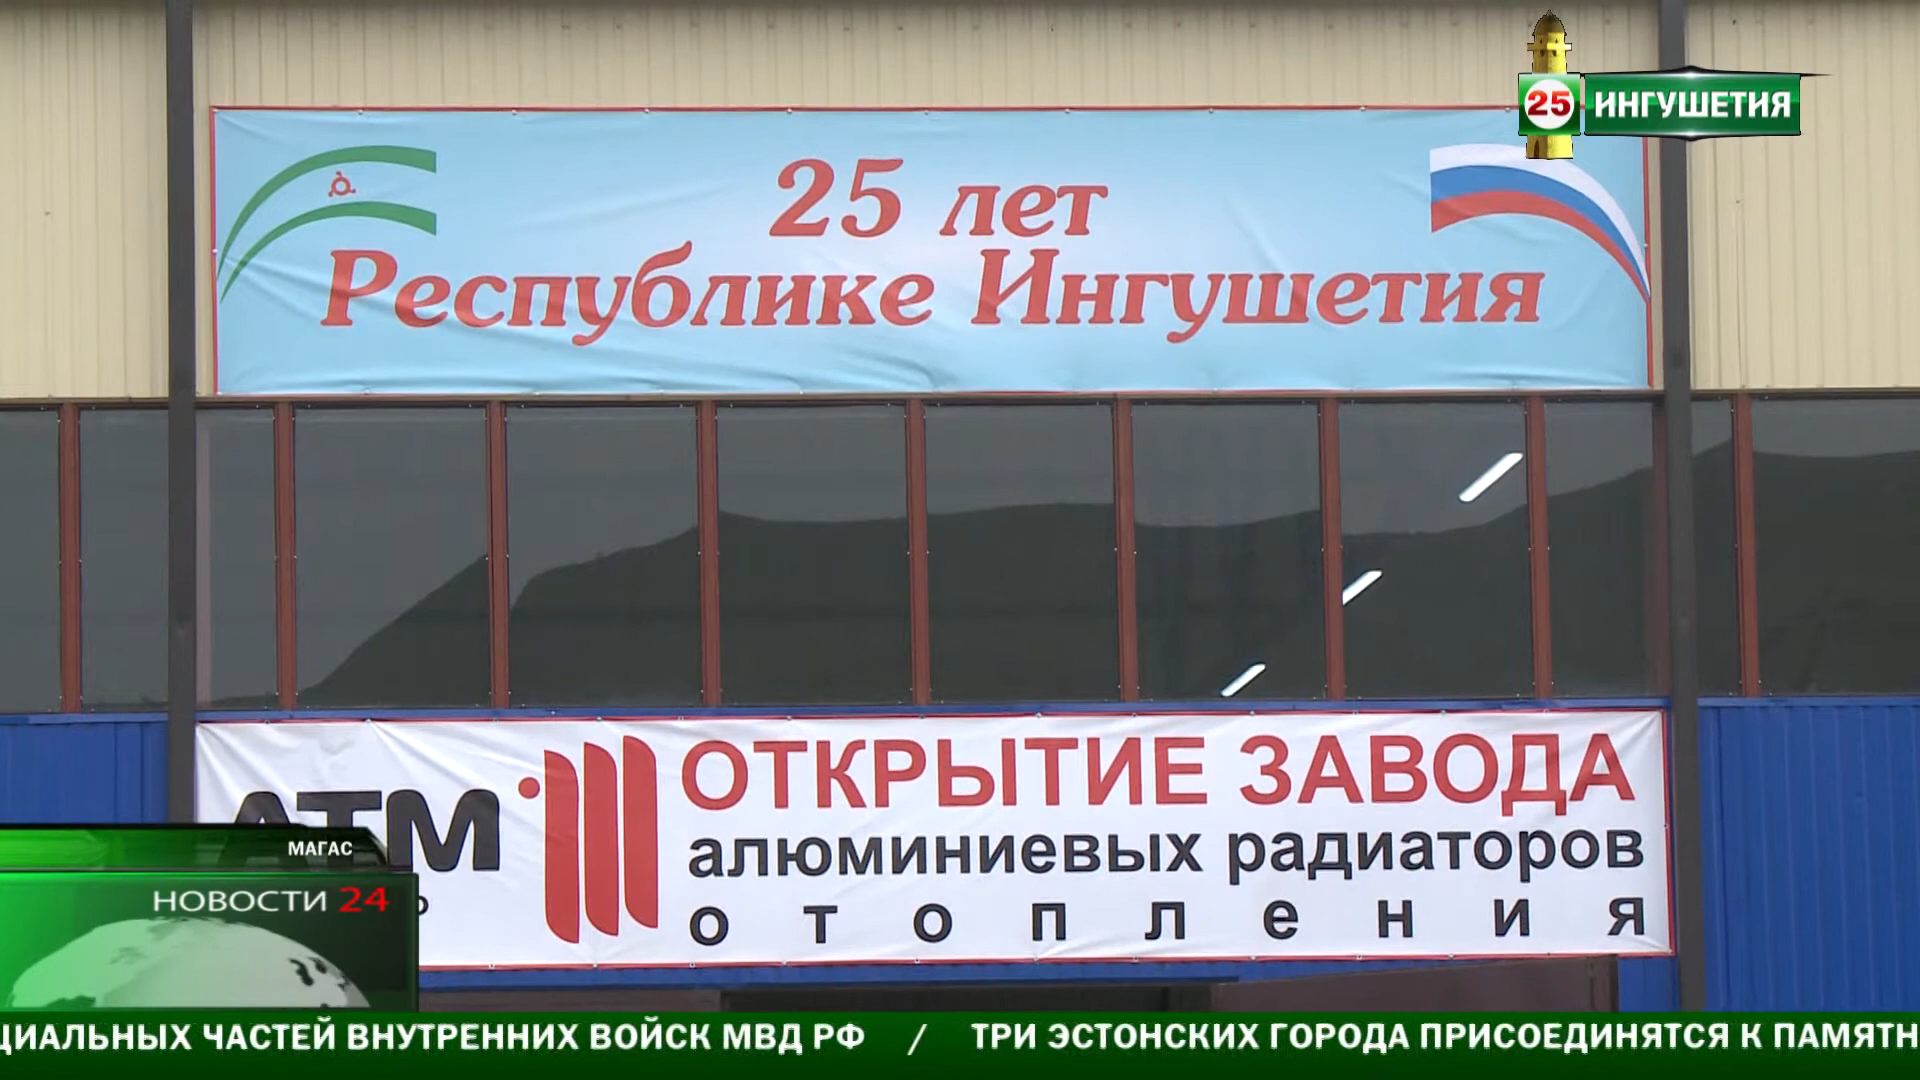 25 ИНГУШЕТИЯ
25 лет
Республике Ингушетия
АТМ
ОТКРЫТИЕ ЗАВОДА
алюминиевых радиаторов
отопления
МАГАС
НОВОСТИ 24
ЦИАЛЬНЫХ ЧАСТЕЙ ВНУТРЕННИХ ВОЙСК МВД РФ / ТРИ ЭСТОНСКИХ ГОРОДА ПРИСОЕДИНЯТСЯ К ПАМЯТН